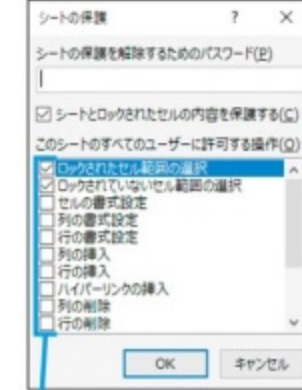 シートの保護 ? ×
シートの保護を解除するためのパスワード(P)
シートとロックされたセルの内容を保護する(C)
このシートのすべてのユーザーに許可する操作(O)
ロックされたセル範囲の選択
ロックされていないセル範囲の選択
セルの書式設定
列の書式設定
行の書式設定
列の挿入
行の挿入
ハイパーリンクの挿入
列の削除
行の削除
OK キャンセル